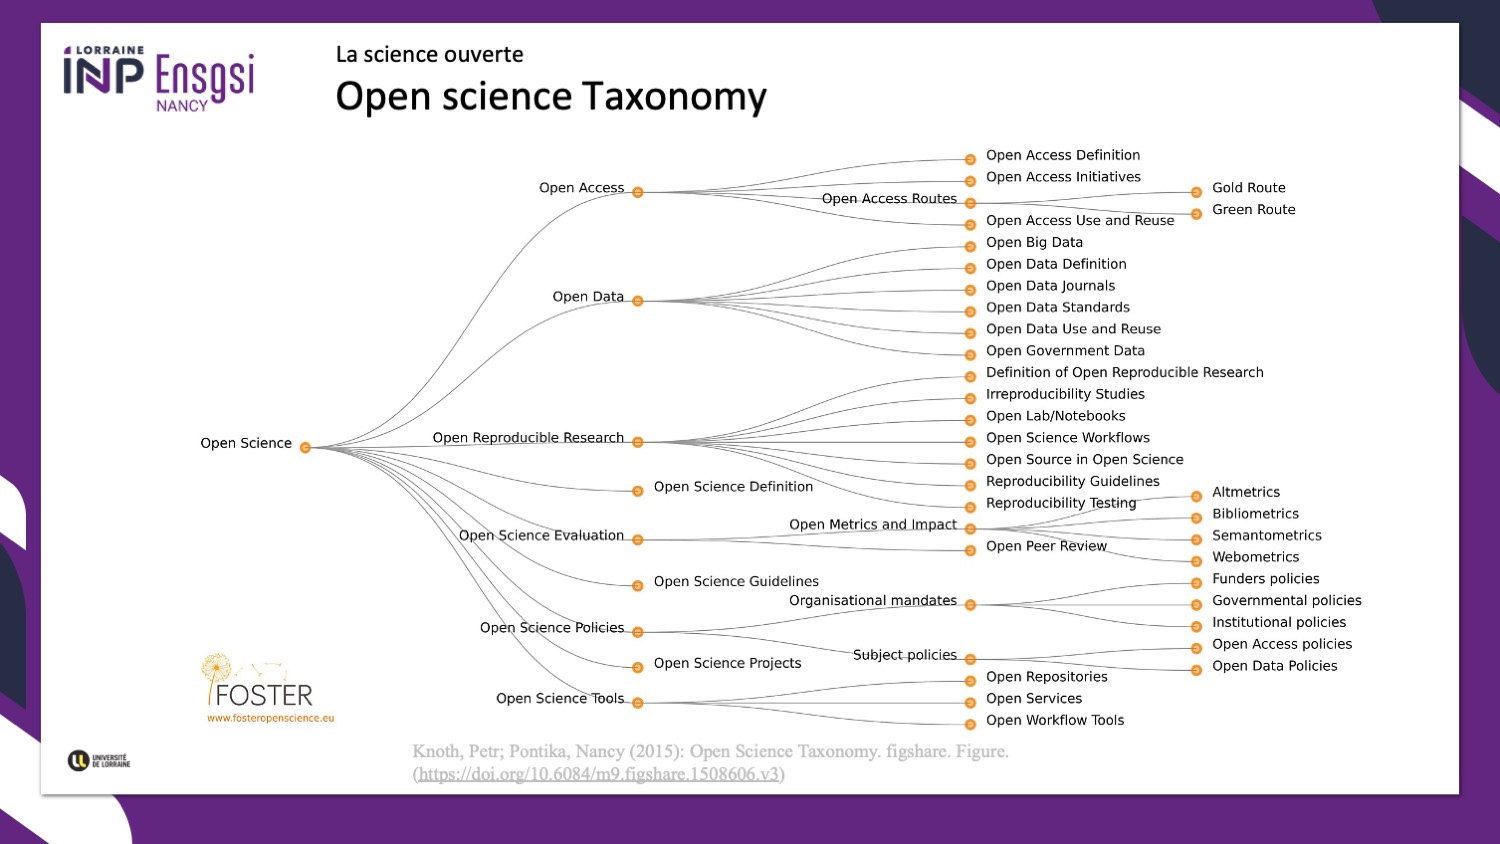 LORRAINE
INP Ensgsi
NANCY
La science ouverte
Open science Taxonomy
Open Science
Open Access
Open Access Definition
Open Access Initiatives
Open Access Routes
Gold Route
Green Route
Open Access Use and Reuse
Open Data
Open Big Data
Open Data Definition
Open Data Journals
Open Data Standards
Open Data Use and Reuse
Open Government Data
Open Reproducible Research
Definition of Open Reproducible Research
Irreproducibility Studies
Open Lab/Notebooks
Open Science Workflows
Open Source in Open Science
Reproducibility Guidelines
Reproducibility Testing
Open Science Definition
Open Science Evaluation
Open Metrics and Impact
Altmetrics
Bibliometrics
Semantometrics
Webometrics
Open Peer Review
Open Science Guidelines
Open Science Policies
Organisational mandates
Funders policies
Governmental policies
Institutional policies
Subject policies
Open Access policies
Open Data Policies
Open Science Projects
Open Science Tools
Open Repositories
Open Services
Open Workflow Tools
FOSTER
www.fosteropenscience.eu
UNIVERSITÉ
DE LORRAINE
Knoth, Petr; Pontika, Nancy (2015): Open Science Taxonomy. figshare. Figure.
(https://doi.org/10.6084/m9.figshare.1508606.v3)